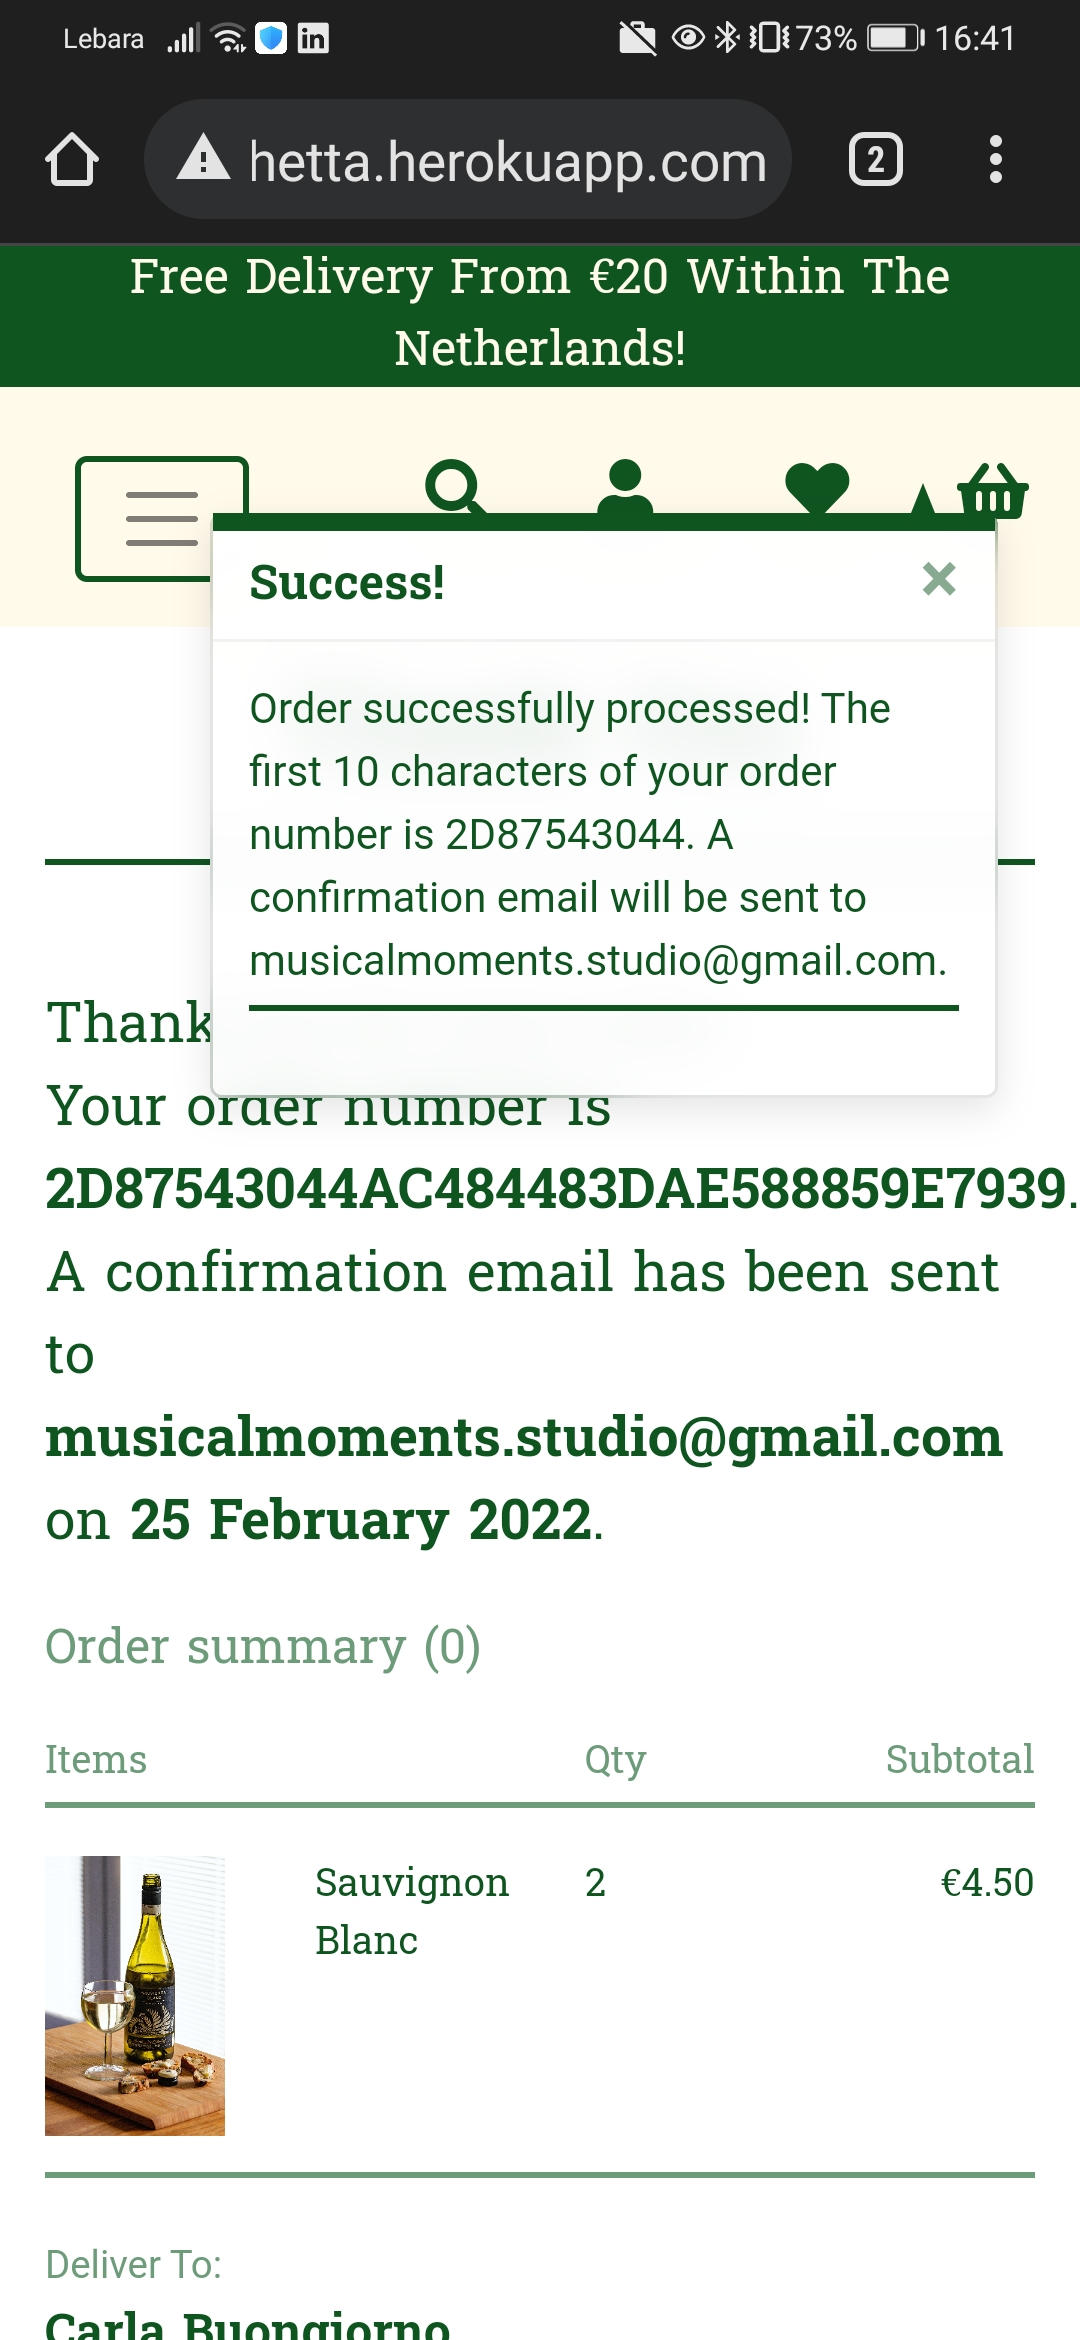 Lebara in 73% 16:41
hetta.herokuapp.com 2
Free Delivery From €20 Within The
Netherlands!
Success! ×
Order successfully processed! The
first 10 characters of your order
number is 2D87543044. A
confirmation email will be sent to
musicalmoments.studio@gmail.com.
Thank
Your order number is
2D87543044AC484483DAE588859E7939.
A confirmation email has been sent
to
musicalmoments.studio@gmail.com
on 25 February 2022.
Order summary (0)
Items Qty Subtotal
Sauvignon 2 €4.50
Blanc
Deliver To:
Carla Buongiorno